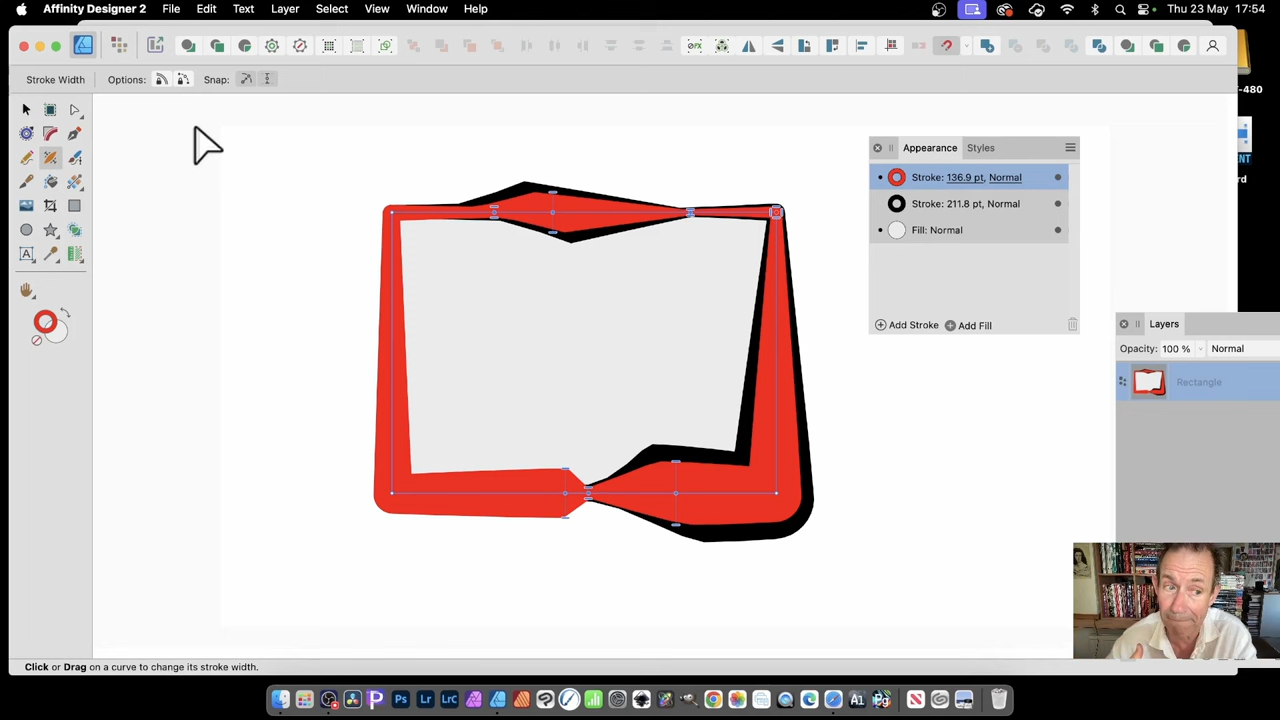 Affinity Designer 2 File Edit Text Layer Select View Window Help Thu 23 May 17:54
Stroke Width Options: Snap:
Appearance Styles
Stroke: 136.9 pt, Normal
Stroke: 211.8 pt, Normal
Fill: Normal
Add Stroke Add Fill
Layers
Opacity: 100 % Normal
Rectangle
Click or Drag on a curve to change its stroke width.